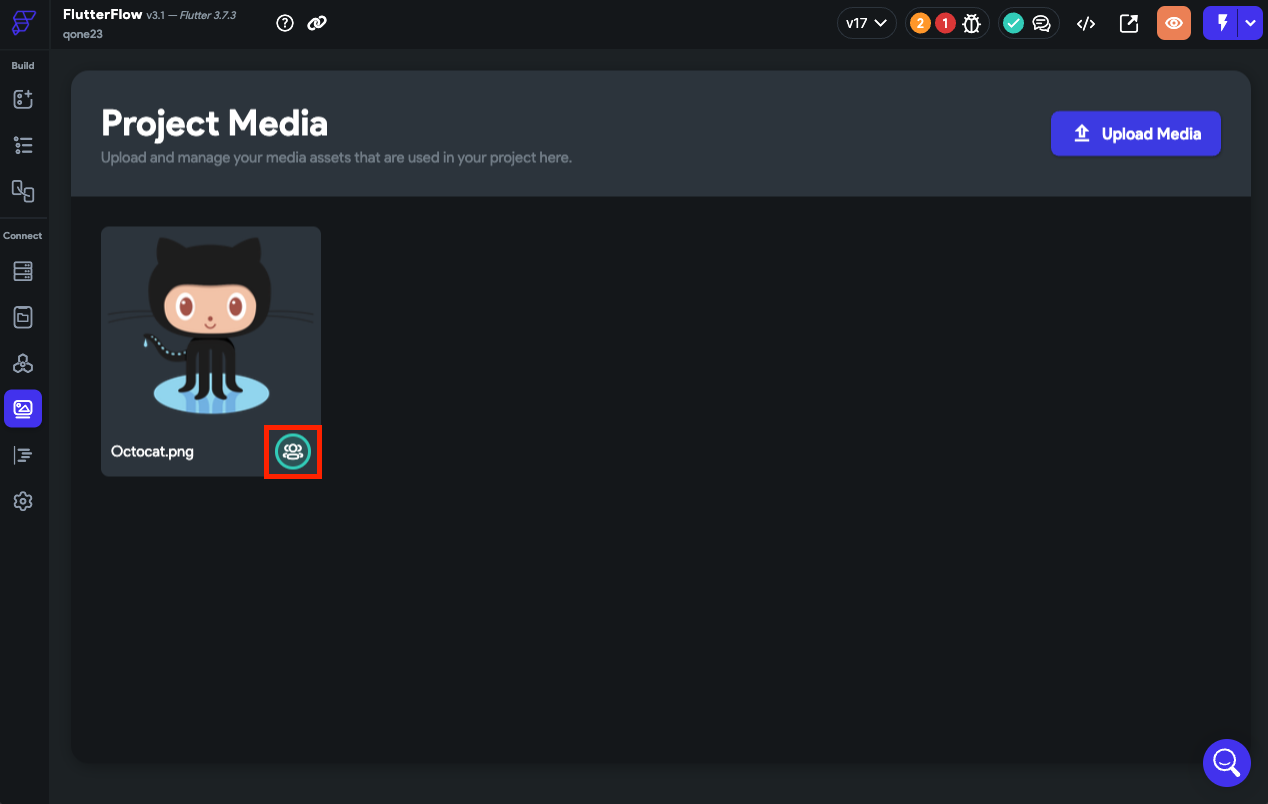 FlutterFlow v3.1 — Flutter 3.7.3
qone23
v17
2
1
Build
Project Media
Upload and manage your media assets that are used in your project here.
Upload Media
Connect
Octocat.png